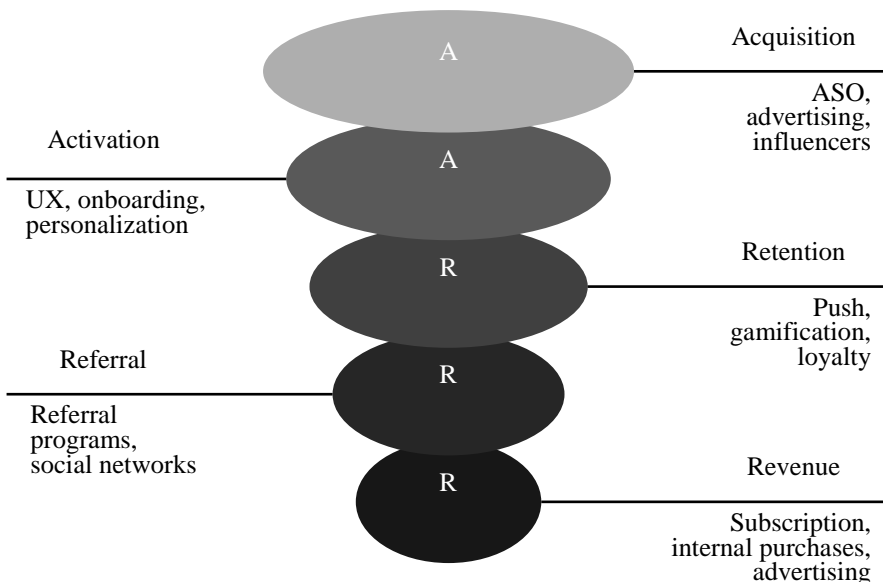 A
Acquisition
ASO,
advertising,
influencers
Activation
A
UX, onboarding,
personalization
R
Retention
Push,
gamification,
loyalty
Referral
R
Referral
programs,
social networks
R
Revenue
Subscription,
internal purchases,
advertising